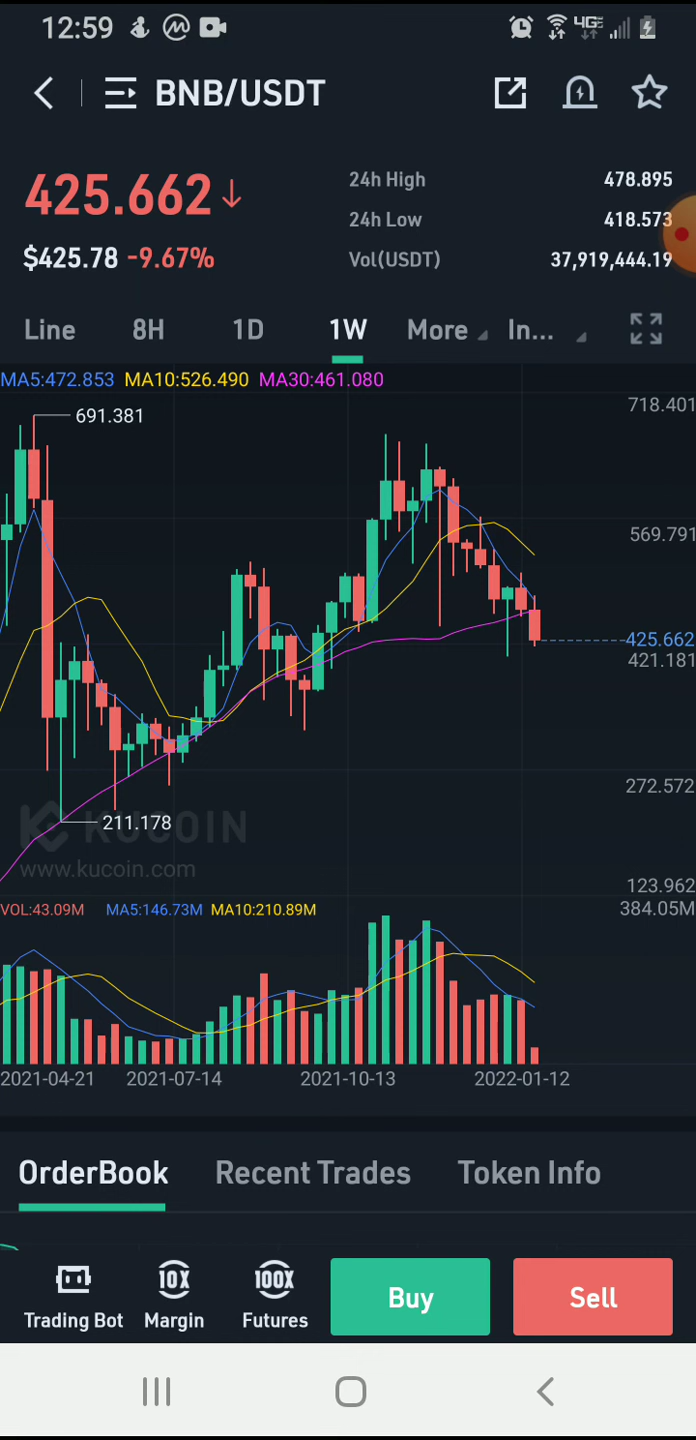 12:59 4GE
BNB/USDT
425.662↓
$425.78 -9.67%
24h High 478.895
24h Low 418.573
Vol(USDT) 37,919,444.19
Line 8H 1D 1W More In...
MA5:472.853 MA10:526.490 MA30:461.080
718.401
691.381
569.791
425.662
421.181
272.572
211.178
KUCOIN
www.kucoin.com
123.962
VOL:43.09M MA5:146.73M MA10:210.89M 384.05M
2021-04-21 2021-07-14 2021-10-13 2022-01-12
OrderBook Recent Trades Token Info
10X 100X
Trading Bot Margin Futures Buy Sell